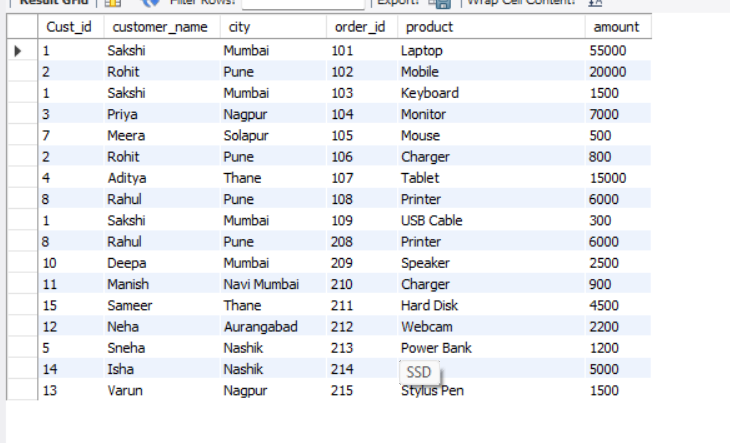 Result Grid | Filter Rows: | Export: | Wrap Cell Content:
Cust_id customer_name city order_id product amount
1 Sakshi Mumbai 101 Laptop 55000
2 Rohit Pune 102 Mobile 20000
1 Sakshi Mumbai 103 Keyboard 1500
3 Priya Nagpur 104 Monitor 7000
7 Meera Solapur 105 Mouse 500
2 Rohit Pune 106 Charger 800
4 Aditya Thane 107 Tablet 15000
8 Rahul Pune 108 Printer 6000
1 Sakshi Mumbai 109 USB Cable 300
8 Rahul Pune 208 Printer 6000
10 Deepa Mumbai 209 Speaker 2500
11 Manish Navi Mumbai 210 Charger 900
15 Sameer Thane 211 Hard Disk 4500
12 Neha Aurangabad 212 Webcam 2200
5 Sneha Nashik 213 Power Bank 1200
14 Isha Nashik 214 SSD 5000
13 Varun Nagpur 215 Stylus Pen 1500